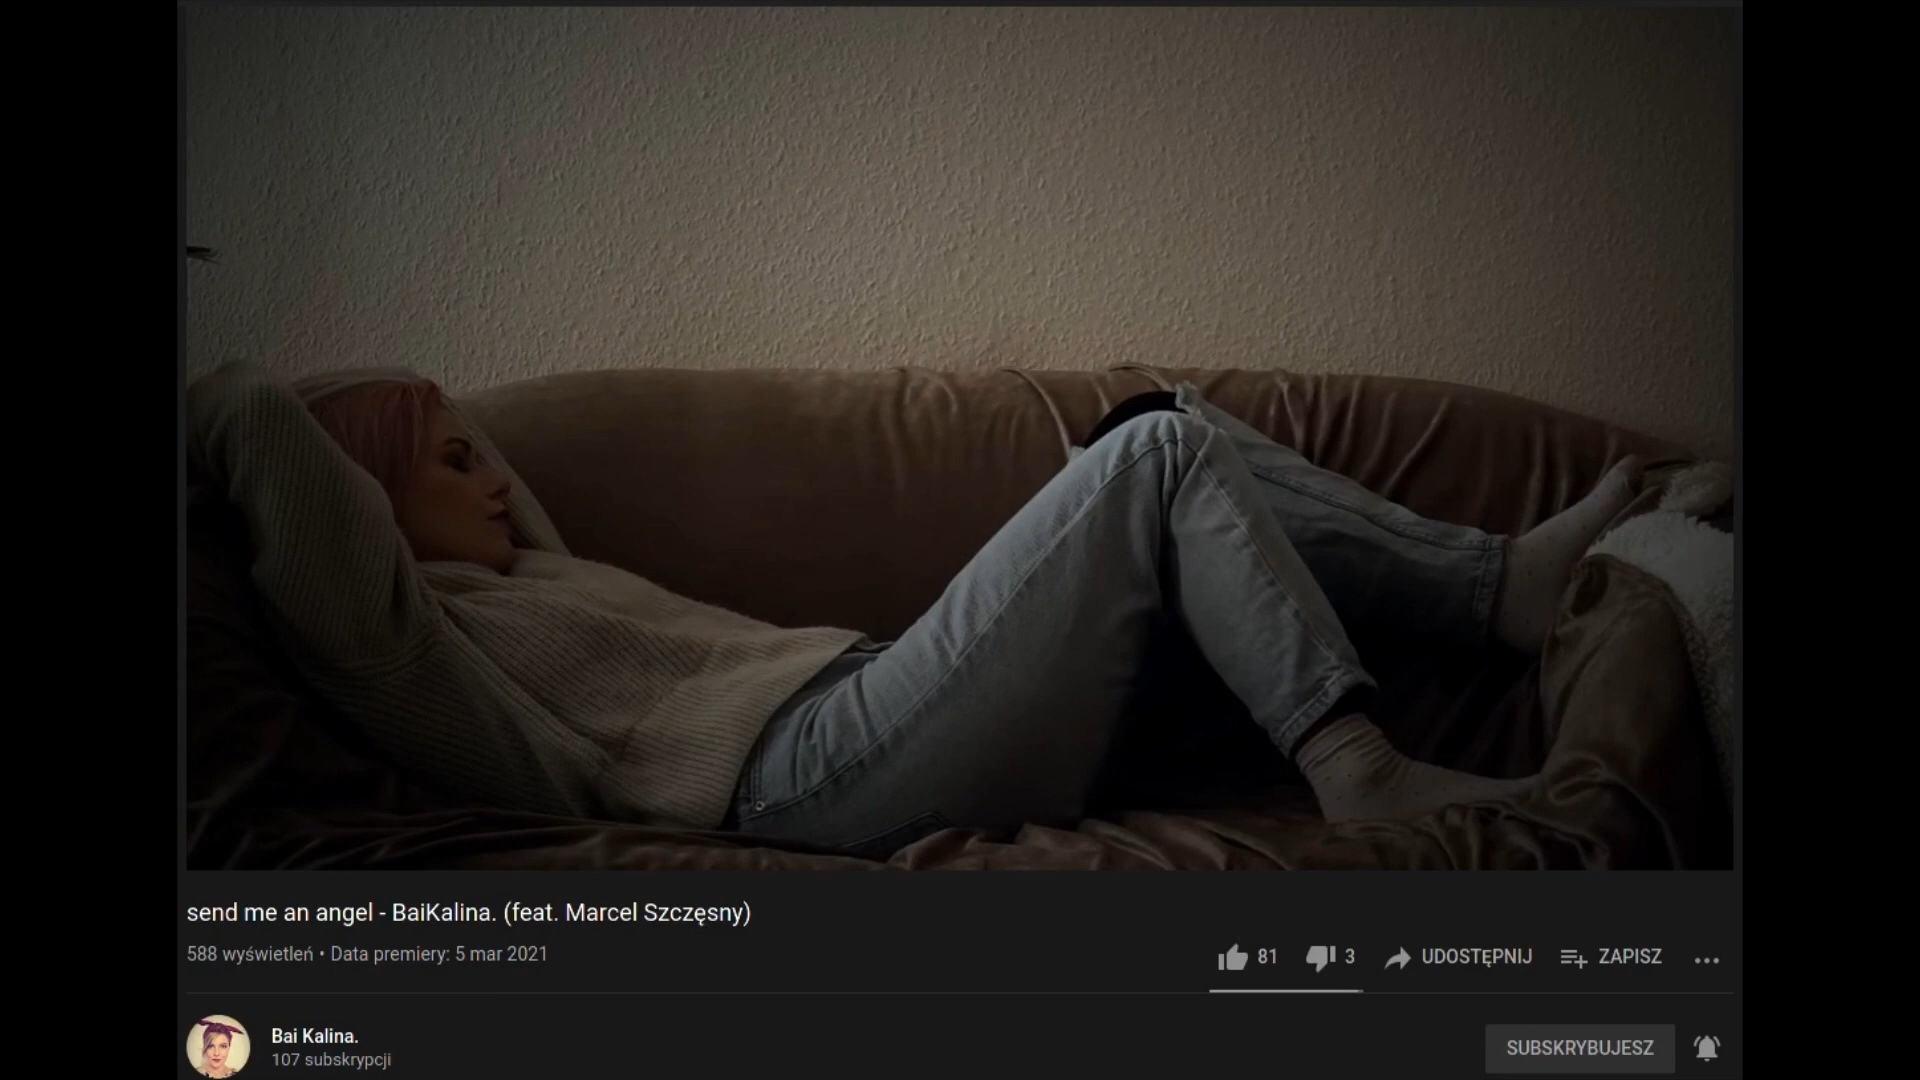 send me an angel - BaiKalina. (feat. Marcel Szczęsny)
588 wyświetleń • Data premiery: 5 mar 2021
81 3 UDOSTĘPNIJ ZAPISZ
Bai Kalina.
107 subskrypcji
SUBSKRYBUJESZ